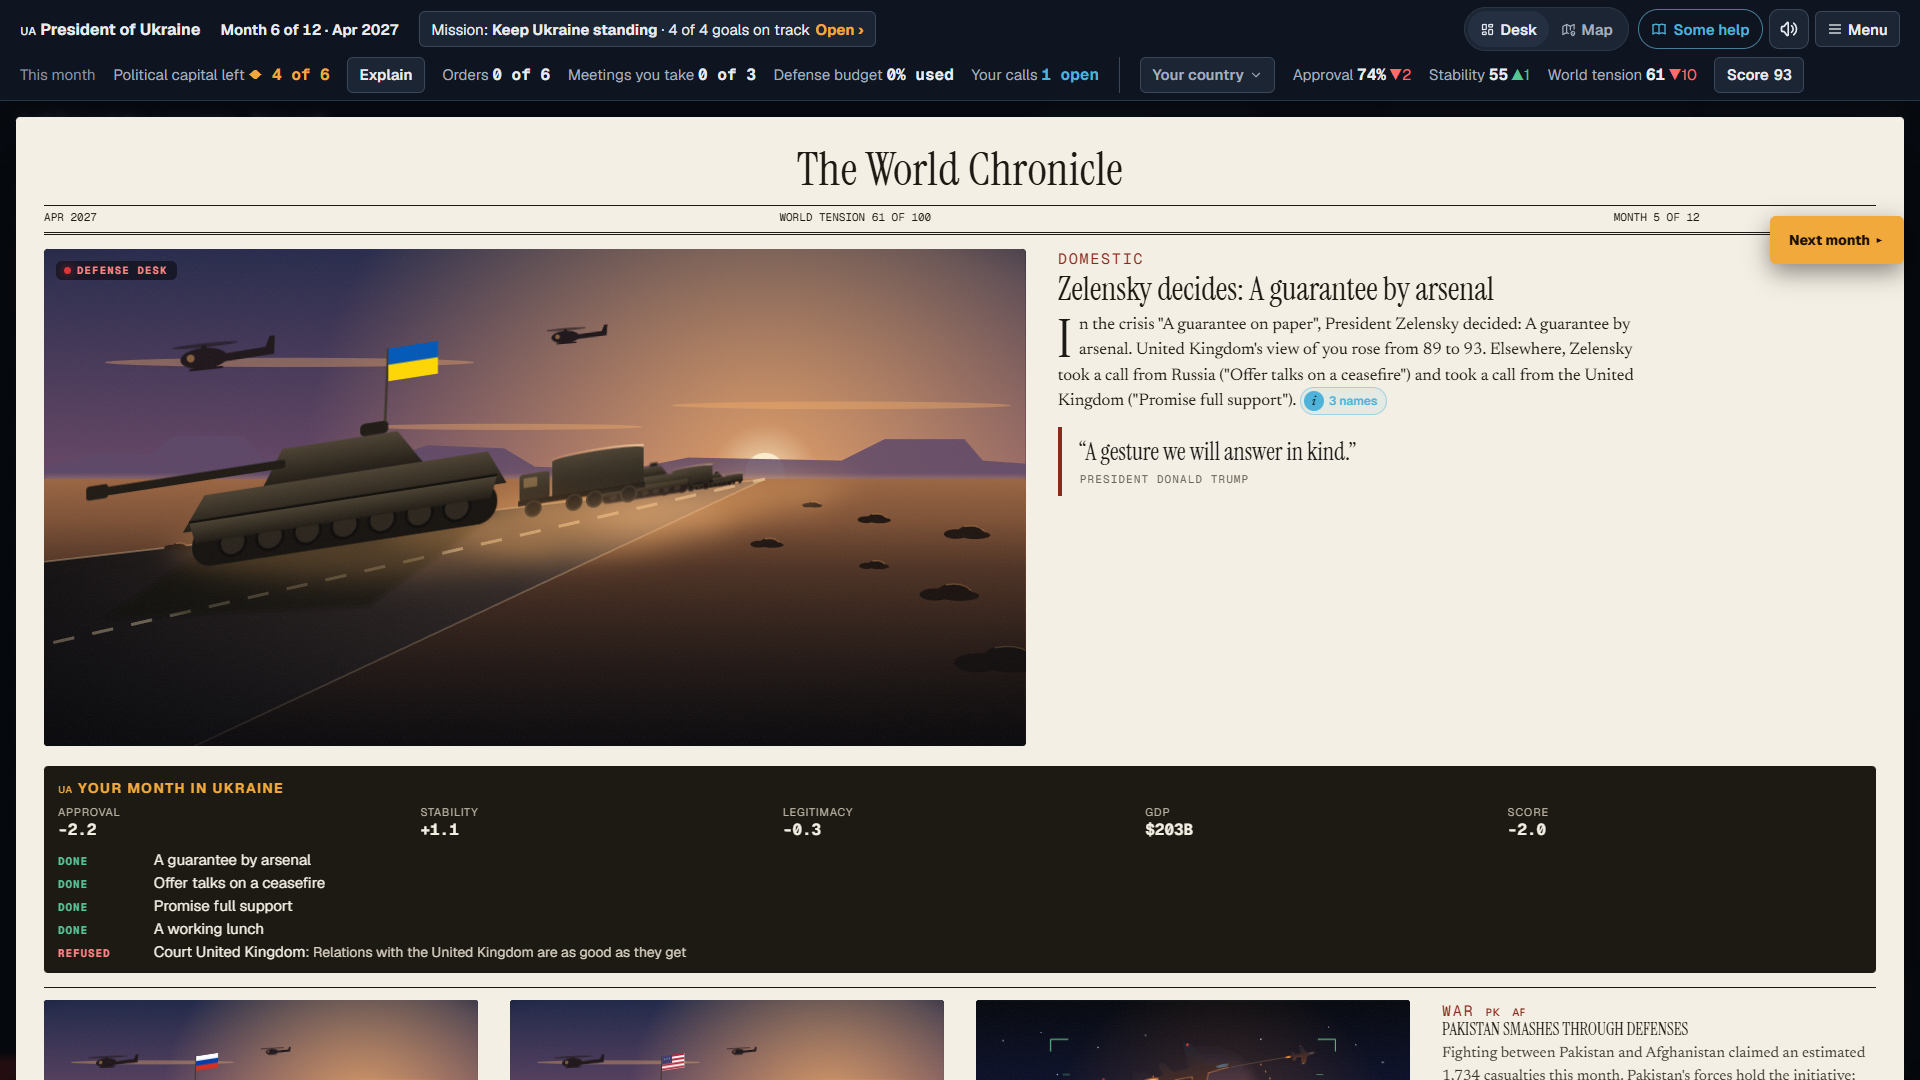 UA President of Ukraine Month 6 of 12 · Apr 2027 Mission: Keep Ukraine standing · 4 of 4 goals on track Open › Desk Map Some help Menu
This month Political capital left 4 of 6 Explain Orders 0 of 6 Meetings you take 0 of 3 Defense budget 0% used Your calls 1 open Your country Approval 74% ▼2 Stability 55 ▲1 World tension 61 ▼10 Score 93
The World Chronicle
APR 2027 WORLD TENSION 61 OF 100 MONTH 5 OF 12
Next month ▸
DEFENSE DESK
DOMESTIC
Zelensky decides: A guarantee by arsenal
In the crisis "A guarantee on paper", President Zelensky decided: A guarantee by
arsenal. United Kingdom's view of you rose from 89 to 93. Elsewhere, Zelensky
took a call from Russia ("Offer talks on a ceasefire") and took a call from the United
Kingdom ("Promise full support"). i 3 names
“A gesture we will answer in kind.”
PRESIDENT DONALD TRUMP
UA YOUR MONTH IN UKRAINE
APPROVAL STABILITY LEGITIMACY GDP SCORE
-2.2 +1.1 -0.3 $203B -2.0
DONE A guarantee by arsenal
DONE Offer talks on a ceasefire
DONE Promise full support
DONE A working lunch
REFUSED Court United Kingdom: Relations with the United Kingdom are as good as they get
WAR PK AF
PAKISTAN SMASHES THROUGH DEFENSES
Fighting between Pakistan and Afghanistan claimed an estimated
1,734 casualties this month. Pakistan's forces hold the initiative;